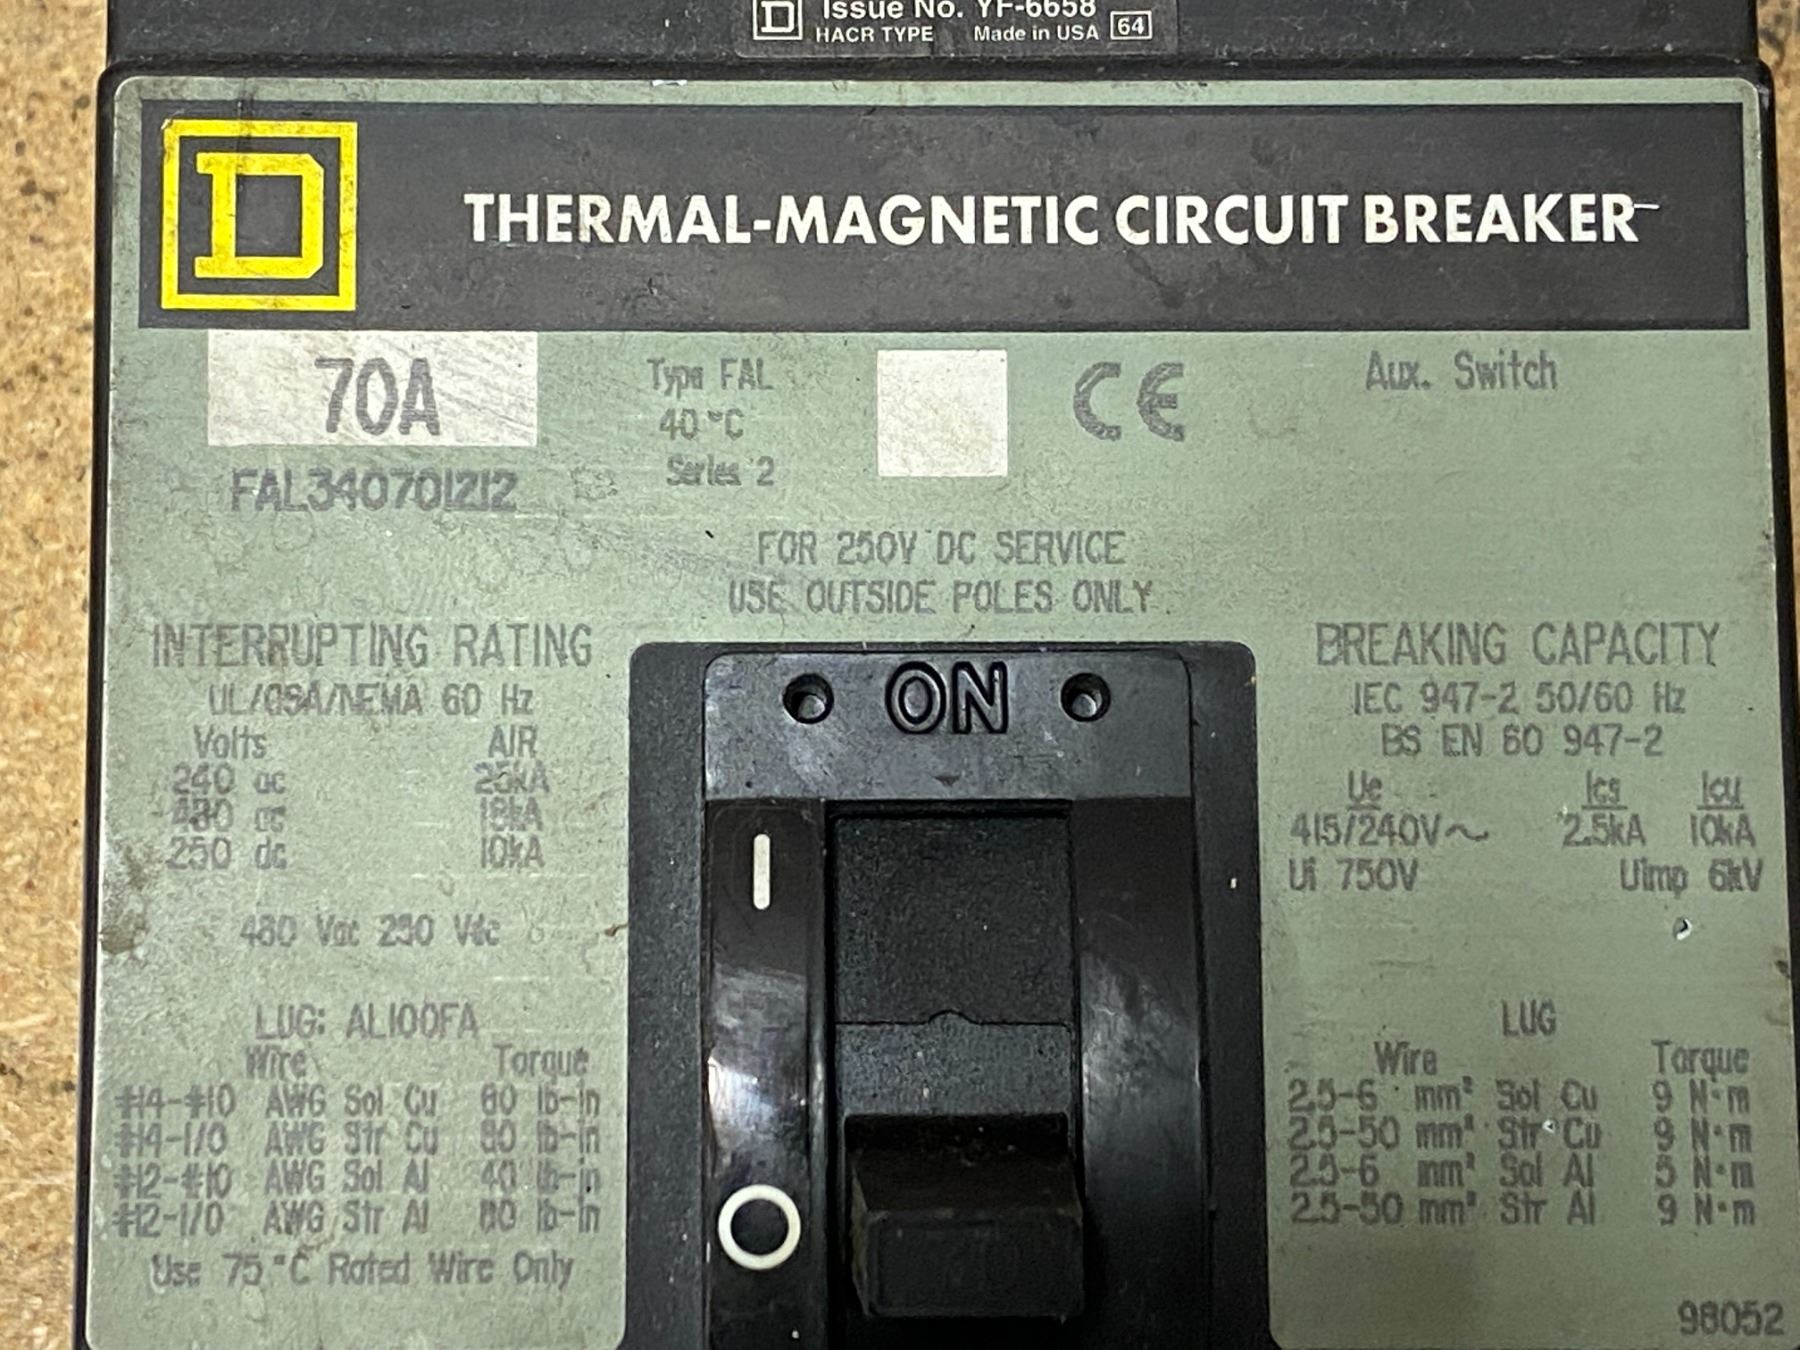 D Issue No. YF-6658
HACR TYPE Made in USA 64
D
THERMAL-MAGNETIC CIRCUIT BREAKER
70A
FAL340701212
Type FAL
40°C
Series 2
CE
Aux. Switch
FOR 250V DC SERVICE
USE OUTSIDE POLES ONLY
INTERRUPTING RATING
UL/CSA/NEMA 60 Hz
Volts AIR
240 ac 25kA
480 ac 18kA
250 dc 10kA
480 Vac 250 Vdc
LUG: AL100FA
Wire Torque
#14-#10 AWG Sol Cu 80 lb-in
#14-1/0 AWG Str Cu 80 lb-in
#12-#10 AWG Sol Al 40 lb-in
#12-1/0 AWG Str Al 80 lb-in
Use 75°C Rated Wire Only
ON
I
O
BREAKING CAPACITY
IEC 947-2 50/60 Hz
BS EN 60 947-2
Ue Ics Icu
415/240V~ 2.5kA 10kA
Ui 750V Uimp 6kV
LUG
Wire Torque
2.5-6 mm² Sol Cu 9 N·m
2.5-50 mm² Str Cu 9 N·m
2.5-6 mm² Sol Al 5 N·m
2.5-50 mm² Str Al 9 N·m
98052